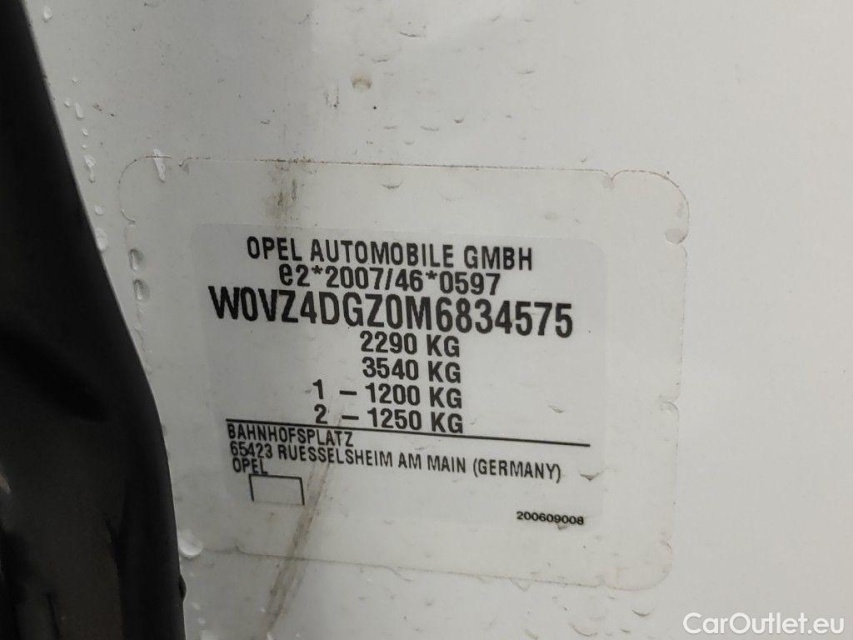 OPEL AUTOMOBILE GMBH
e2*2007/46*0597
W0VZ4DGZ0M6834575
2290 KG
3540 KG
1 – 1200 KG
2 – 1250 KG
BAHNHOFSPLATZ
65423 RUESSELSHEIM AM MAIN (GERMANY)
OPEL
200609008
CarOutlet.eu